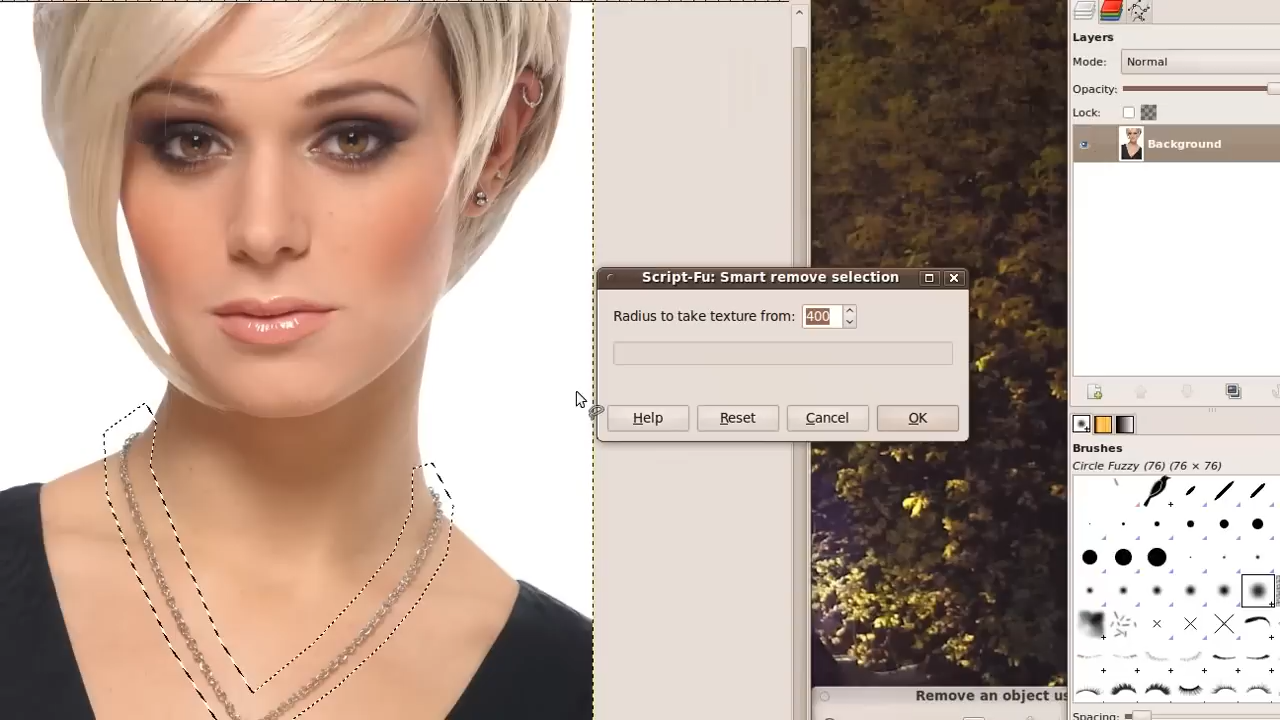 Layers
Mode: Normal
Opacity:
Lock:
Background
Script-Fu: Smart remove selection
Radius to take texture from: 400
Help Reset Cancel OK
Brushes
Circle Fuzzy (76) (76 × 76)
Remove an object us
Spacing: